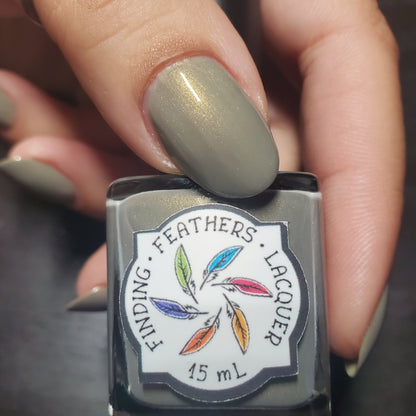 FINDING • FEATHERS • LACQUER
15 mL